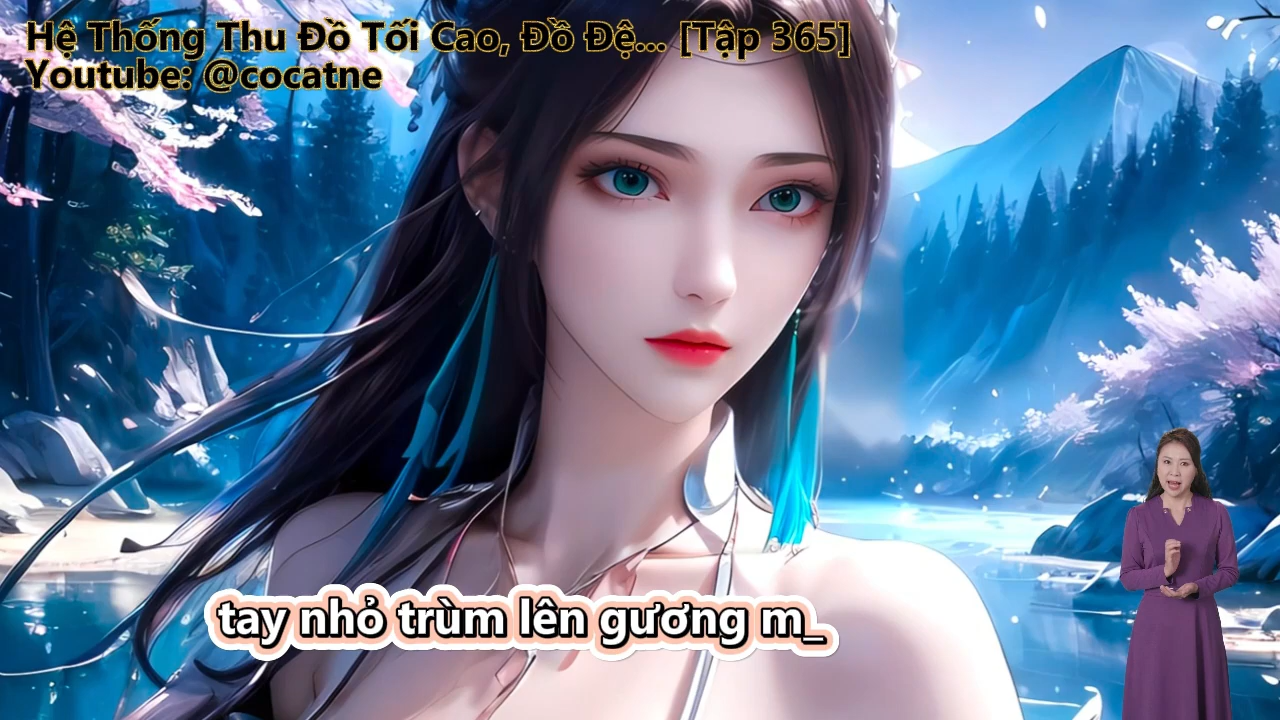 Hệ Thống Thu Đồ Tối Cao, Đồ Đệ... [Tập 365]
Youtube: @cocatne
tay nhỏ trùm lên gương m_